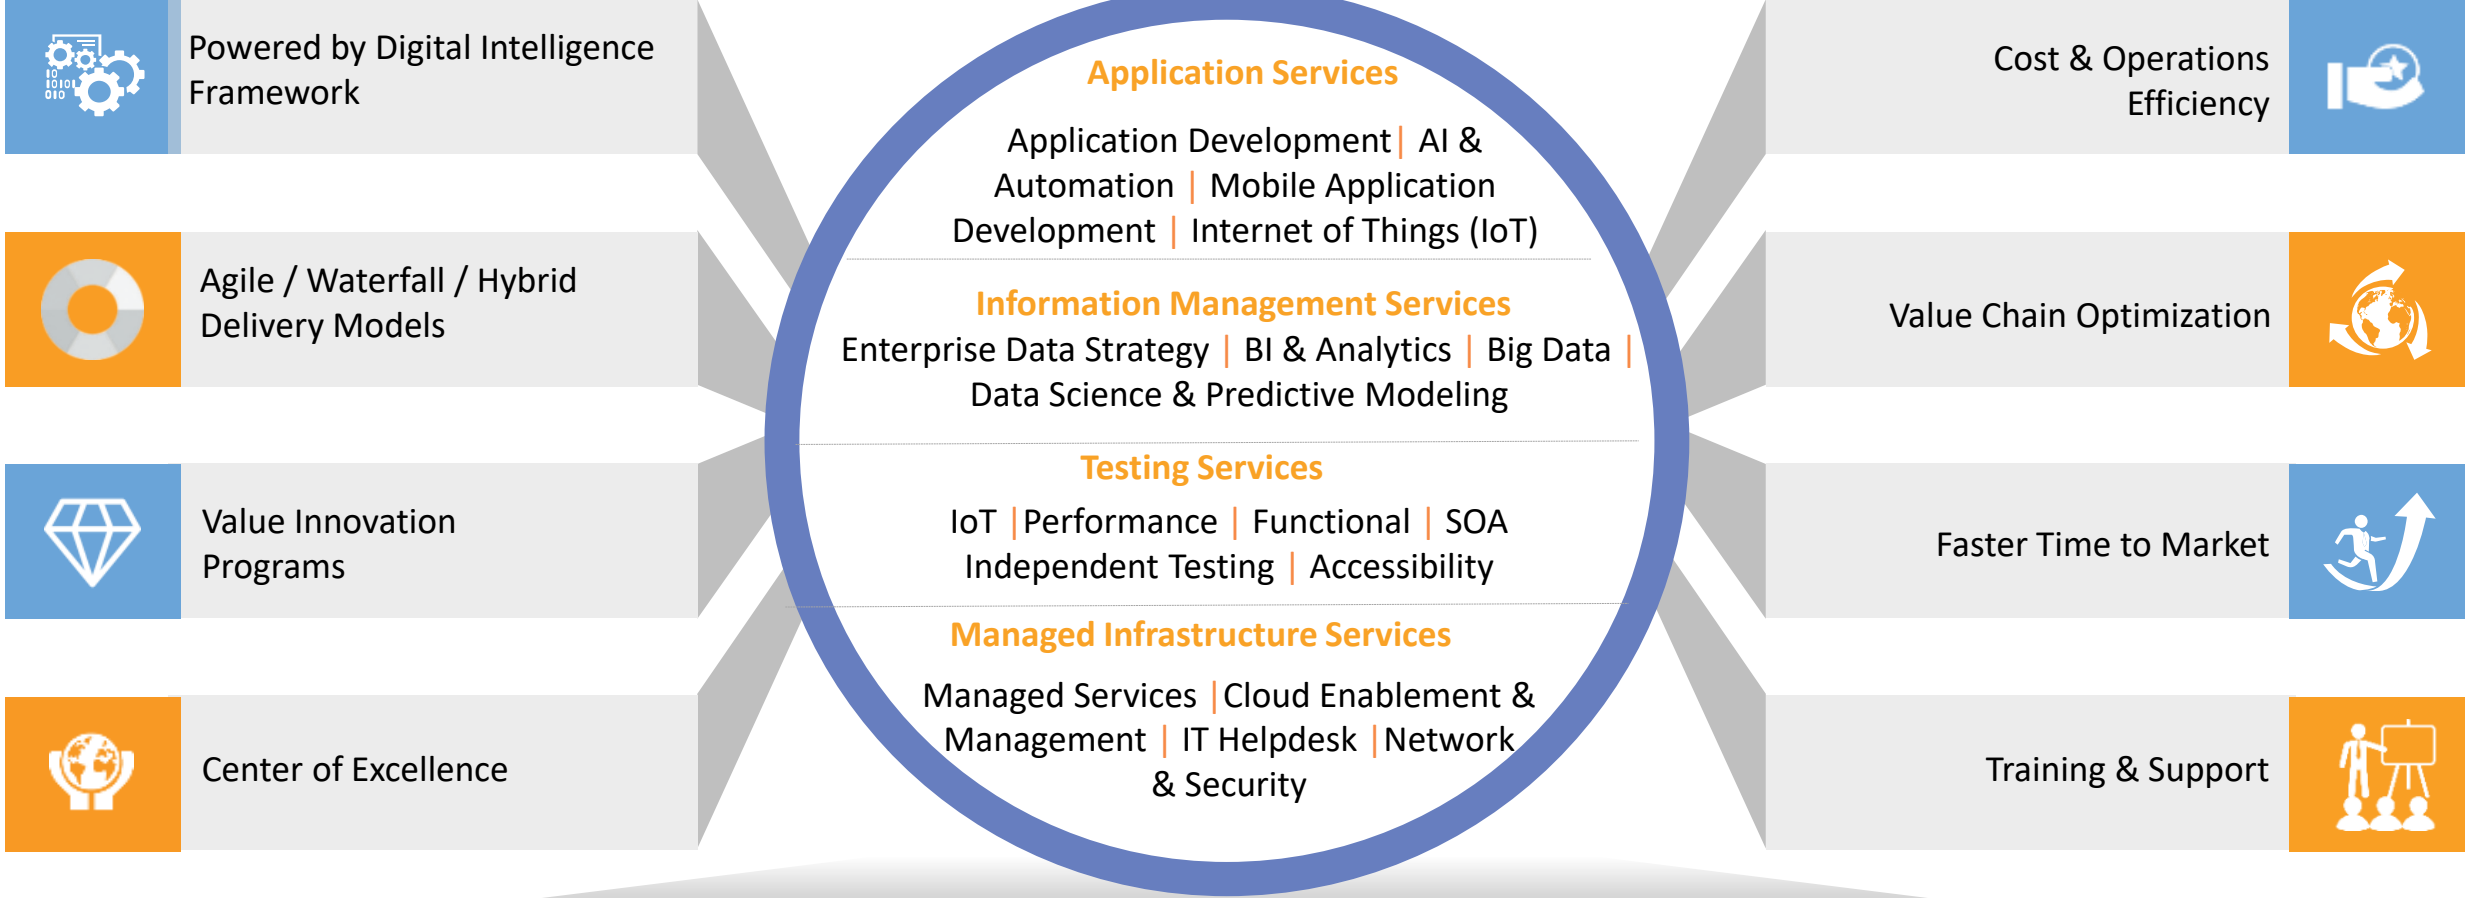 Powered by Digital Intelligence
Framework
Agile / Waterfall / Hybrid
Delivery Models
Value Innovation
Programs
Center of Excellence
Application Services
Application Development| AI &
Automation | Mobile Application
Development | Internet of Things (IoT)
Information Management Services
Enterprise Data Strategy | BI & Analytics | Big Data |
Data Science & Predictive Modeling
Testing Services
IoT |Performance | Functional | SOA
Independent Testing | Accessibility
Managed Infrastructure Services
Managed Services |Cloud Enablement &
Management | IT Helpdesk |Network
& Security
Cost & Operations
Efficiency
Value Chain Optimization
Faster Time to Market
Training & Support
10
01010
010